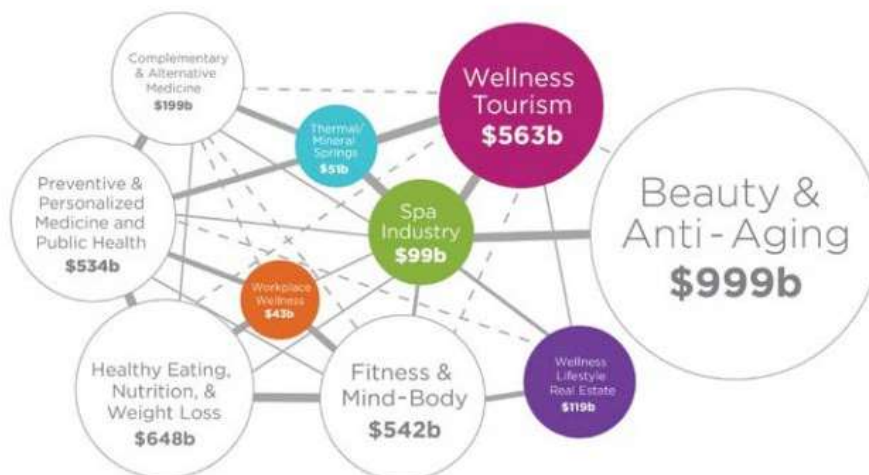 Complementary
& Alternative
Medicine
$199b
Wellness
Tourism
$563b
Thermal/
Mineral
Springs
$51b
Beauty &
Anti-Aging
$999b
Preventive &
Personalized
Medicine and
Public Health
$534b
Spa
Industry
$99b
Workplace
Wellness
$43b
Healthy Eating,
Nutrition, &
Weight Loss
$648b
Fitness &
Mind-Body
$542b
Wellness
Lifestyle
Real Estate
$119b